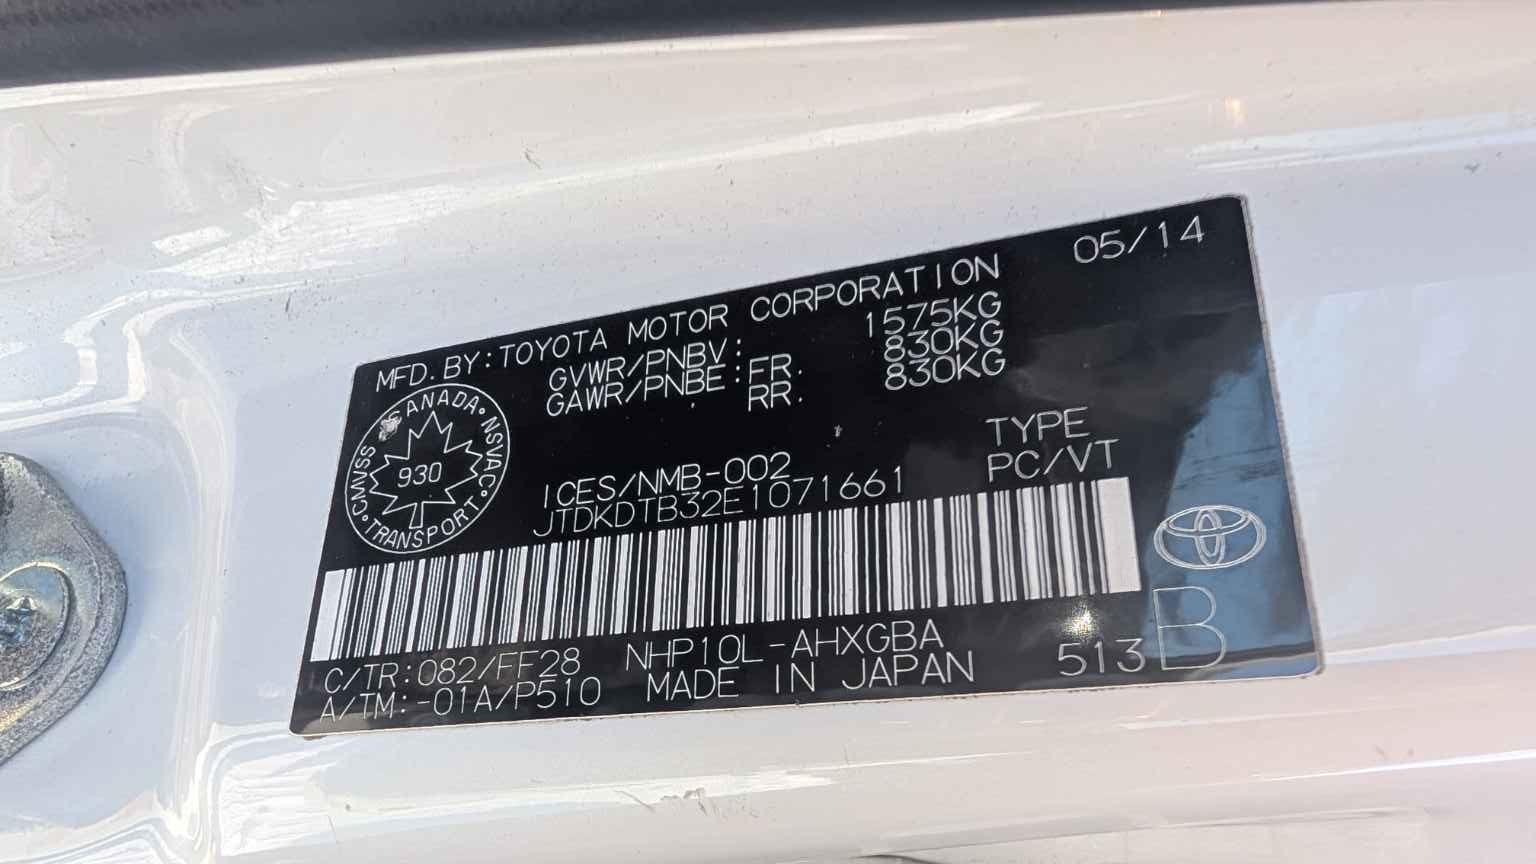 05/14
MFD. BY: TOYOTA MOTOR CORPORATION
GVWR/PNBV: 1575KG
GAWR/PNBE: FR. 830KG
RR. 830KG
CANADA • NSVAC • TRANSPORT • CMVSS
930
TYPE
ICES/NMB-002 PC/VT
JTDKDTB32E1071661
C/TR:082/FF28 NHP10L-AHXGBA
A/TM:-01A/P510 MADE IN JAPAN
513B